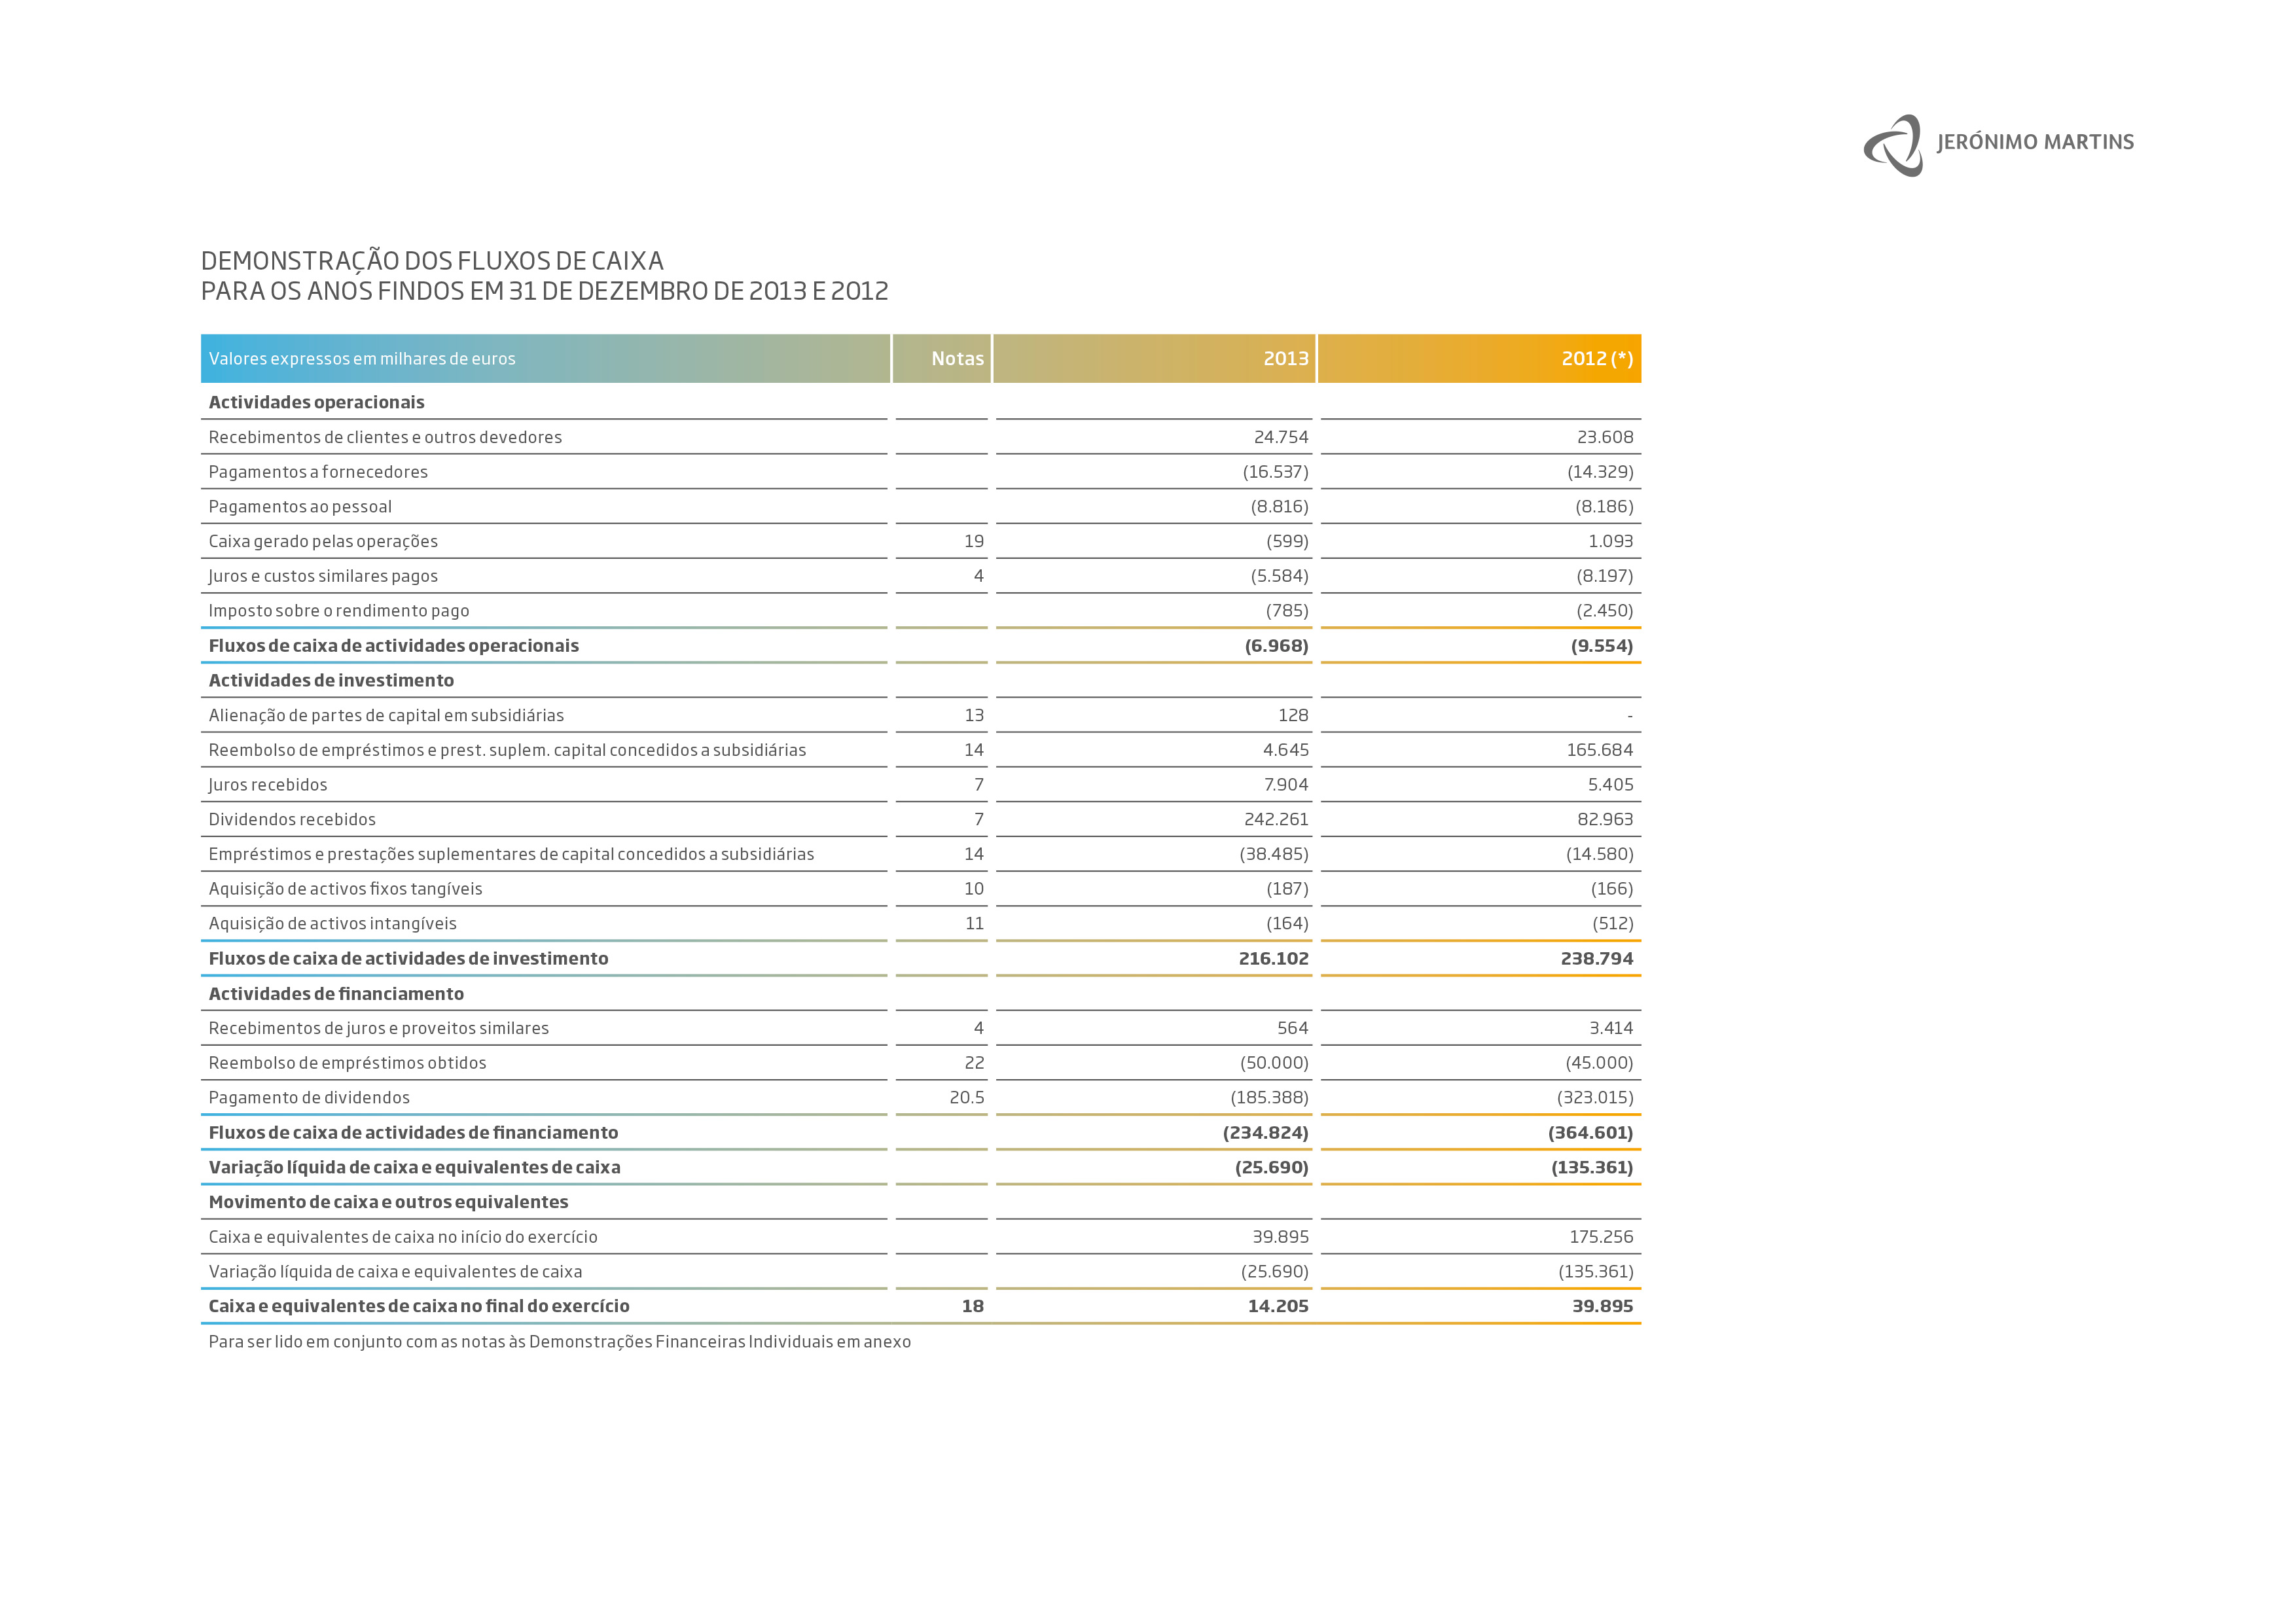 JERÓNIMO MARTINS
DEMONSTRAÇÃO DOS FLUXOS DE CAIXA
PARA OS ANOS FINDOS EM 31 DE DEZEMBRO DE 2013 E 2012
Valores expressos em milhares de euros Notas 2013 2012 (*)
Actividades operacionais
Recebimentos de clientes e outros devedores 24.754 23.608
Pagamentos a fornecedores (16.537) (14.329)
Pagamentos ao pessoal (8.816) (8.186)
Caixa gerado pelas operações 19 (599) 1.093
Juros e custos similares pagos 4 (5.584) (8.197)
Imposto sobre o rendimento pago (785) (2.450)
Fluxos de caixa de actividades operacionais (6.968) (9.554)
Actividades de investimento
Alienação de partes de capital em subsidiárias 13 128 -
Reembolso de empréstimos e prest. suplem. capital concedidos a subsidiárias 14 4.645 165.684
Juros recebidos 7 7.904 5.405
Dividendos recebidos 7 242.261 82.963
Empréstimos e prestações suplementares de capital concedidos a subsidiárias 14 (38.485) (14.580)
Aquisição de activos fixos tangíveis 10 (187) (166)
Aquisição de activos intangíveis 11 (164) (512)
Fluxos de caixa de actividades de investimento 216.102 238.794
Actividades de financiamento
Recebimentos de juros e proveitos similares 4 564 3.414
Reembolso de empréstimos obtidos 22 (50.000) (45.000)
Pagamento de dividendos 20.5 (185.388) (323.015)
Fluxos de caixa de actividades de financiamento (234.824) (364.601)
Variação líquida de caixa e equivalentes de caixa (25.690) (135.361)
Movimento de caixa e outros equivalentes
Caixa e equivalentes de caixa no início do exercício 39.895 175.256
Variação líquida de caixa e equivalentes de caixa (25.690) (135.361)
Caixa e equivalentes de caixa no final do exercício 18 14.205 39.895
Para ser lido em conjunto com as notas às Demonstrações Financeiras Individuais em anexo